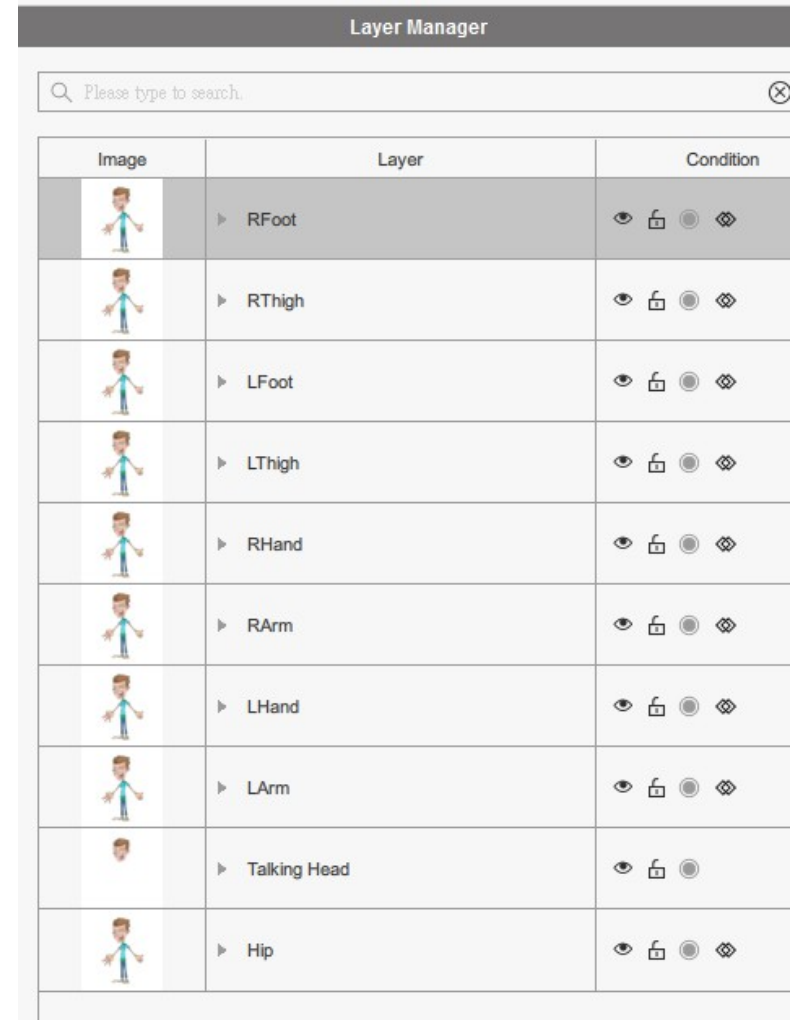 Layer Manager
Please type to search.
Image Layer Condition
RFoot
RThigh
LFoot
LThigh
RHand
RArm
LHand
LArm
Talking Head
Hip